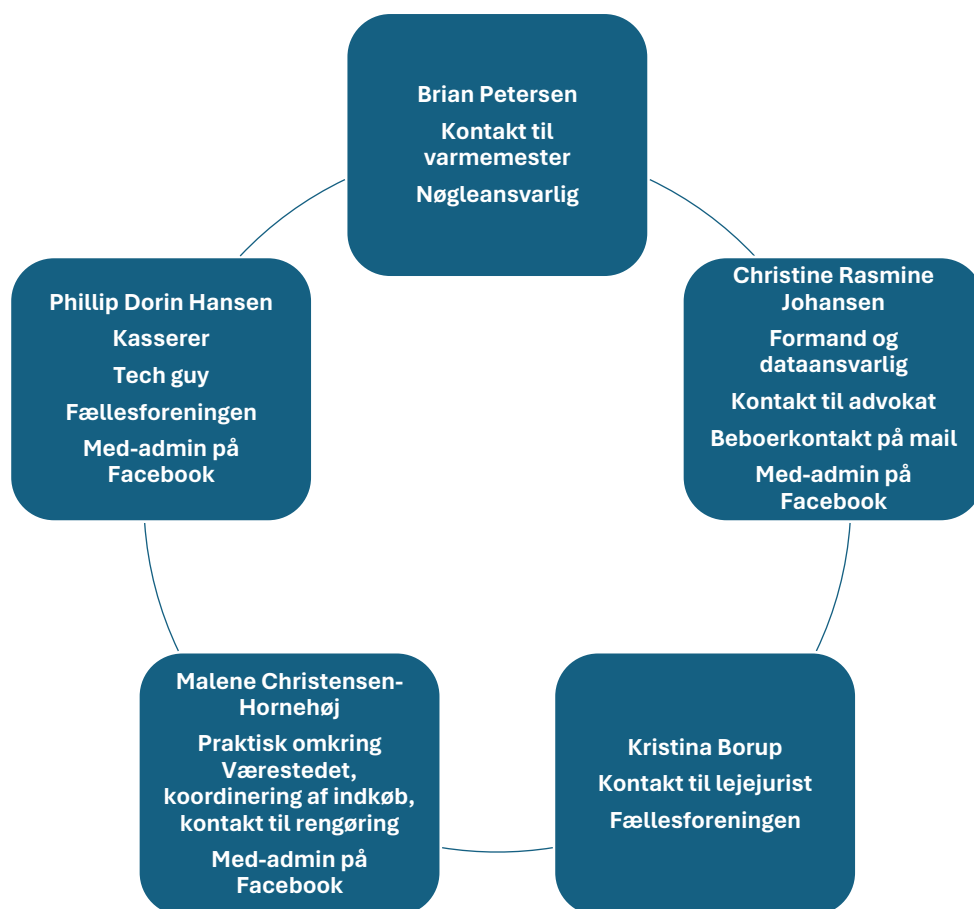 Brian Petersen
Kontakt til
varmemester
Nøgleansvarlig
Christine Rasmine
Johansen
Formand og
dataansvarlig
Kontakt til advokat
Beboerkontakt på mail
Med-admin på
Facebook
Kristina Borup
Kontakt til lejejurist
Fællesforeningen
Malene Christensen-
Hornehøj
Praktisk omkring
Værestedet,
koordinering af indkøb,
kontakt til rengøring
Med-admin på
Facebook
Phillip Dorin Hansen
Kasserer
Tech guy
Fællesforeningen
Med-admin på
Facebook